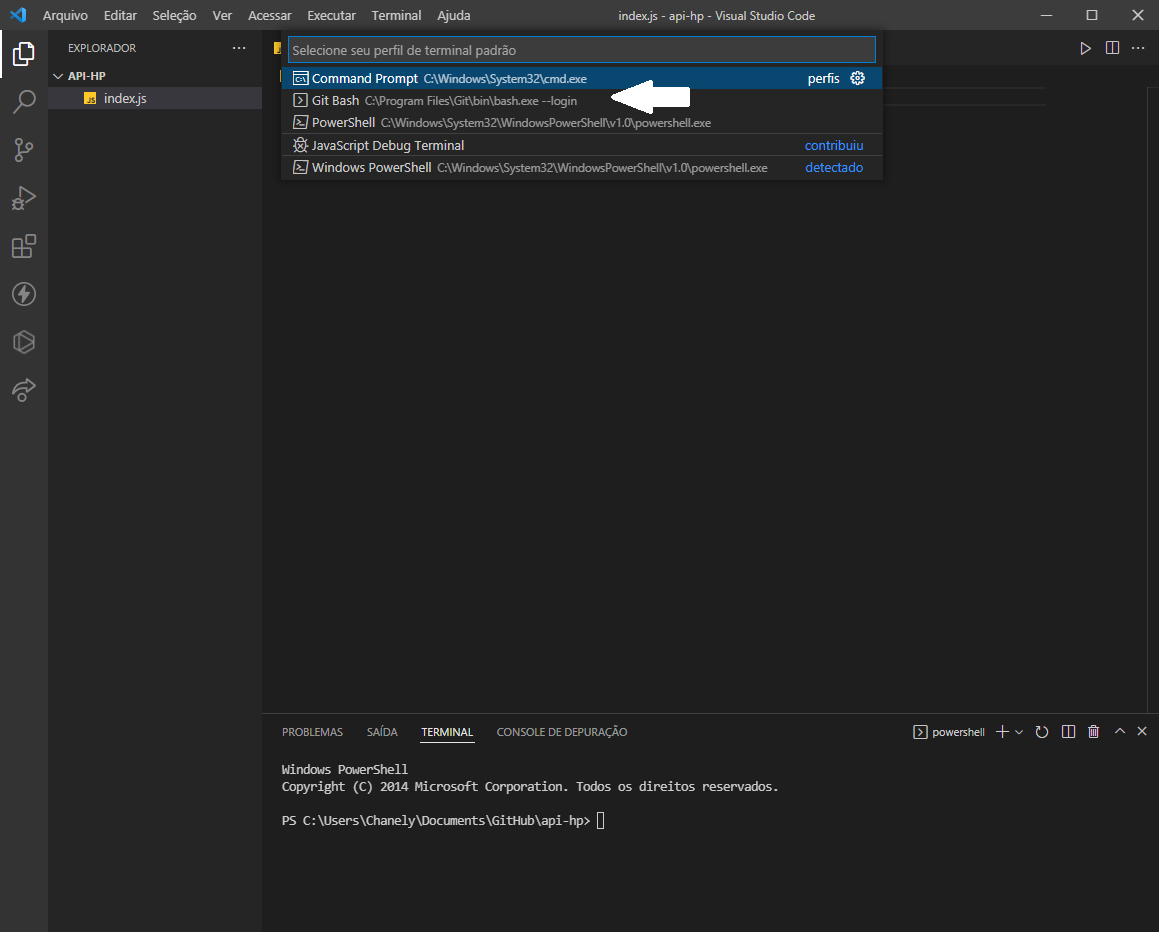 Arquivo Editar Seleção Ver Acessar Executar Terminal Ajuda index.js - api-hp - Visual Studio Code
EXPLORADOR
API-HP
JS index.js
Selecione seu perfil de terminal padrão
Command Prompt C:\Windows\System32\cmd.exe perfis
Git Bash C:\Program Files\Git\bin\bash.exe --login
PowerShell C:\Windows\System32\WindowsPowerShell\v1.0\powershell.exe
JavaScript Debug Terminal contribuiu
Windows PowerShell C:\Windows\System32\WindowsPowerShell\v1.0\powershell.exe detectado
PROBLEMAS SAÍDA TERMINAL CONSOLE DE DEPURAÇÃO powershell
Windows PowerShell
Copyright (C) 2014 Microsoft Corporation. Todos os direitos reservados.
PS C:\Users\Chanely\Documents\GitHub\api-hp>